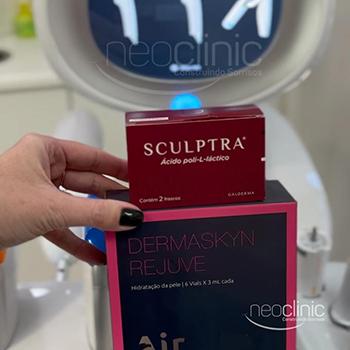 neoclinic
Construindo Sorrisos
SCULPTRA®
Ácido poli-L-láctico
Contém 2 frascos
GALDERMA
DERMASKYN
REJUVE
Hidratação da pele | 6 Vials X 3 mL cada
Air
neoclinic
Construindo Sorrisos